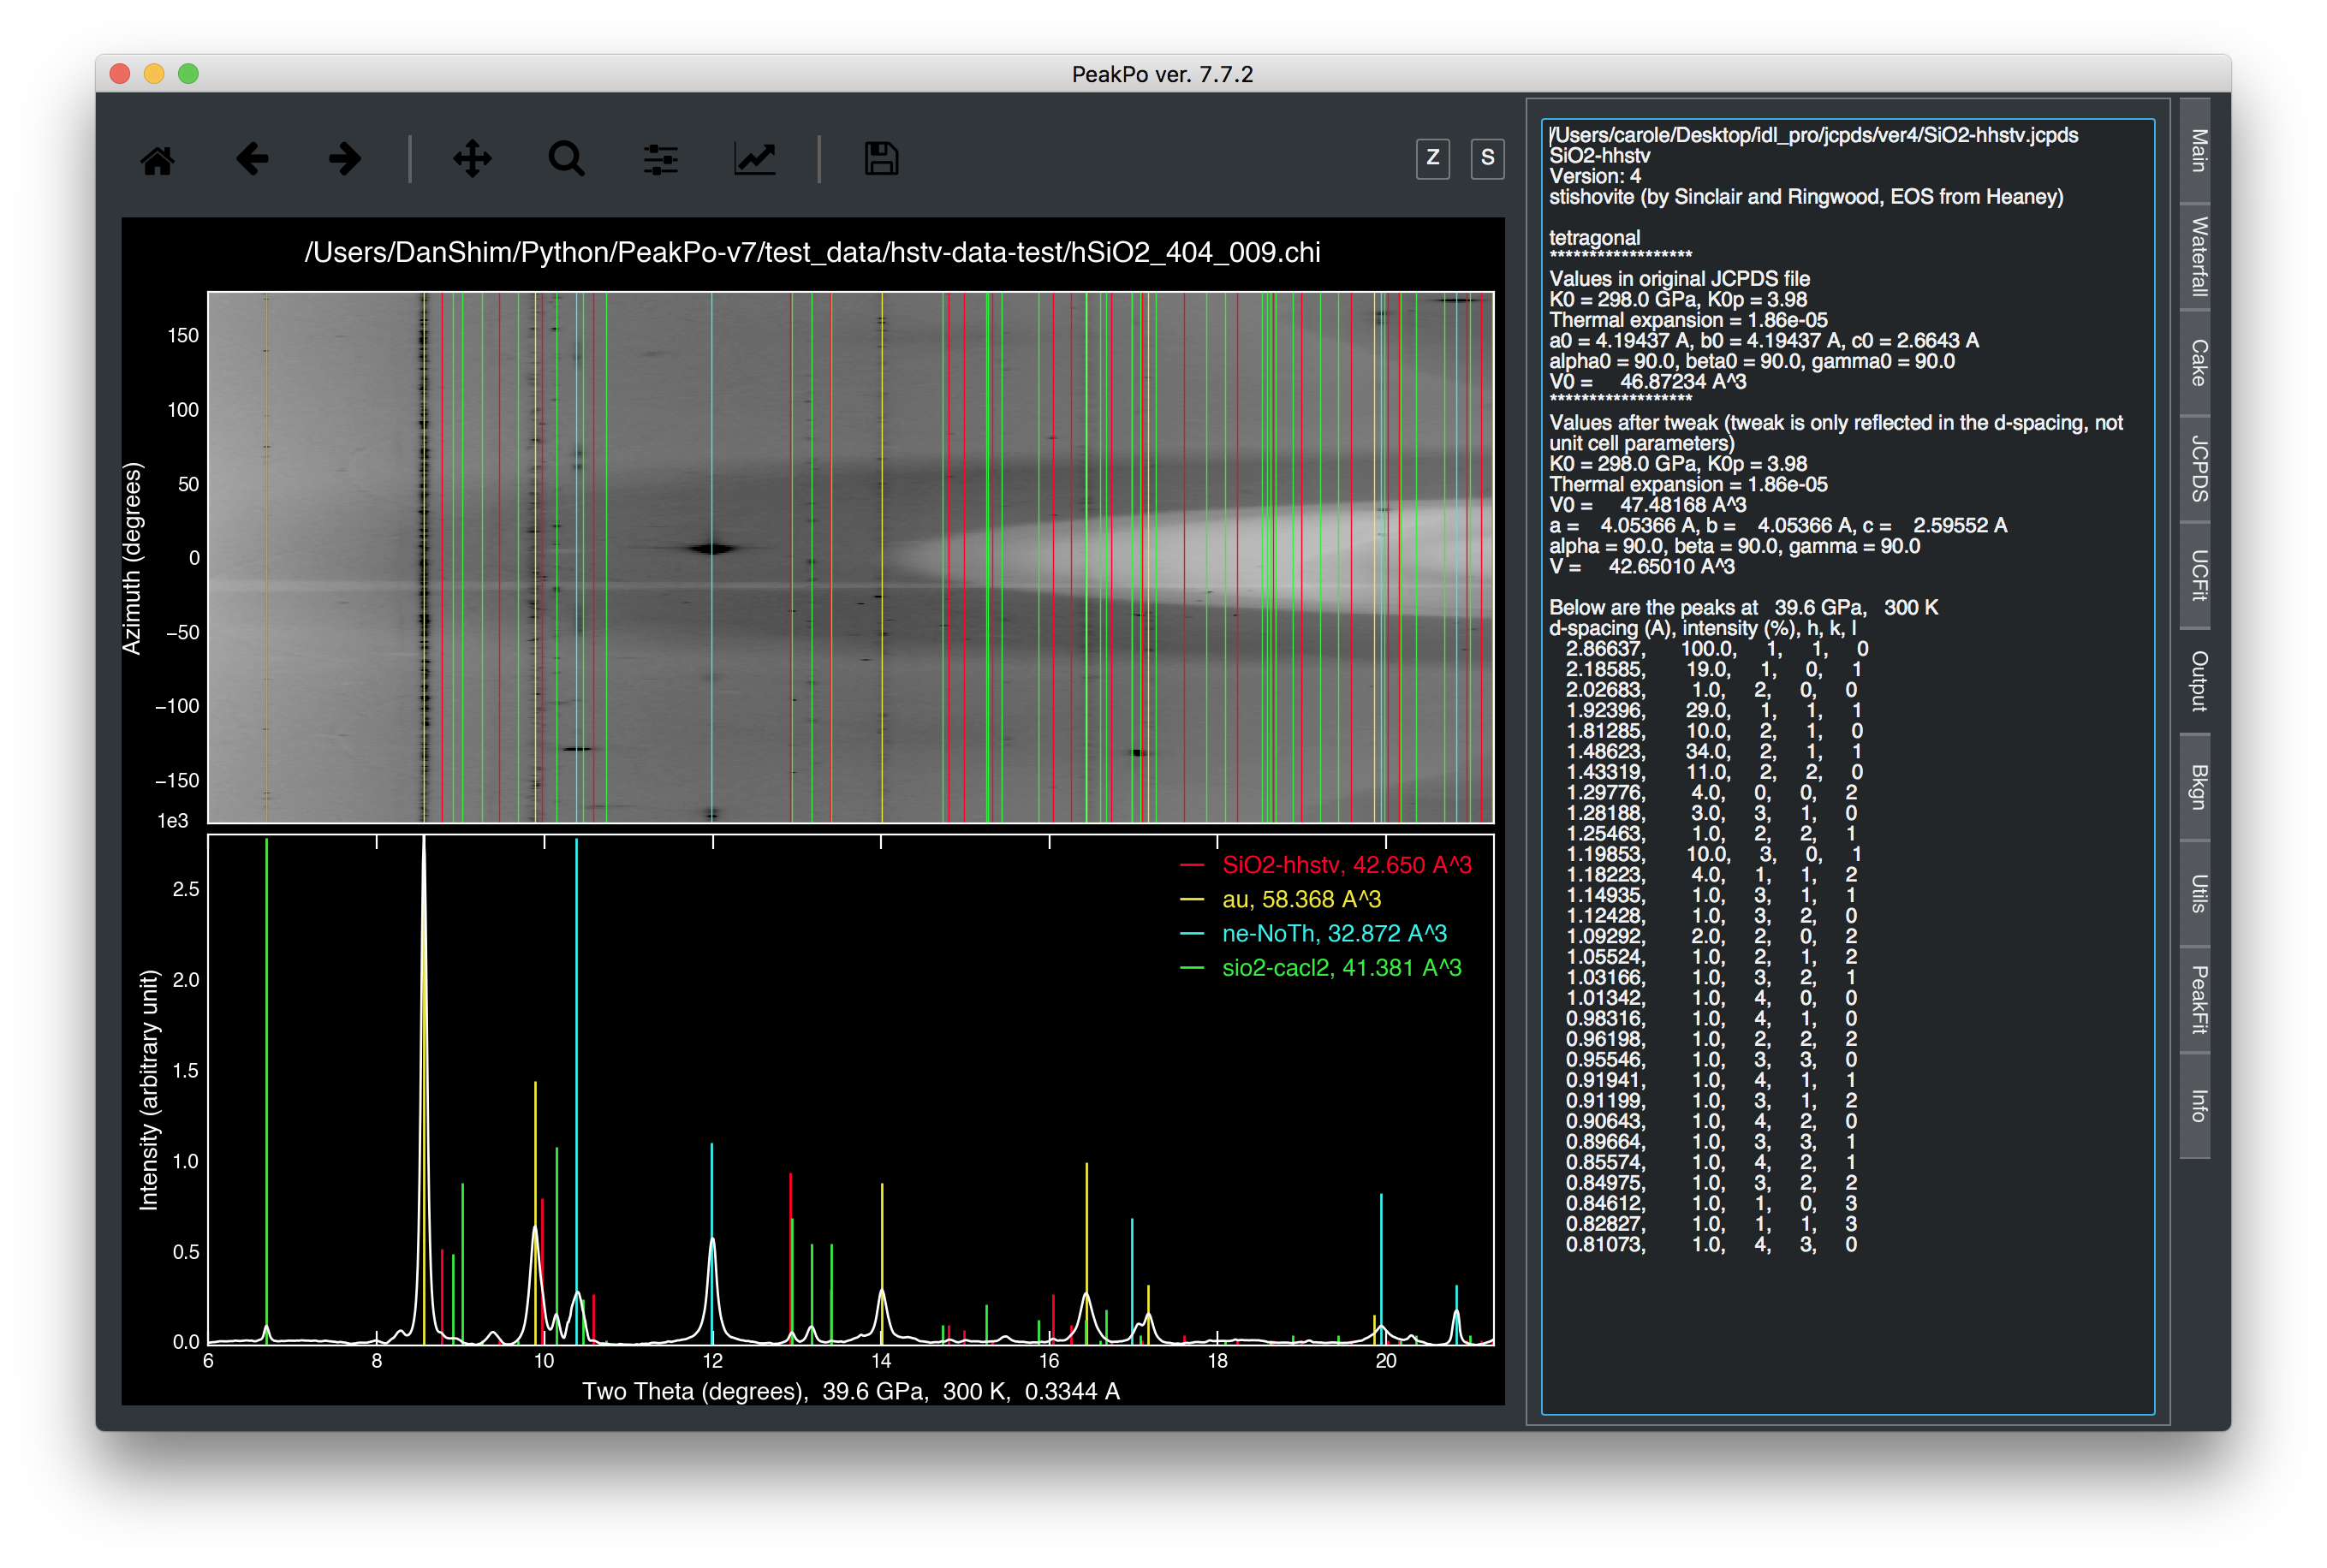 PeakPo ver. 7.7.2
Z
S
/Users/DanShim/Python/PeakPo-v7/test_data/hstv-data-test/hSiO2_404_009.chi
150
100
50
0
−50
−100
−150
Azimuth (degrees)
1e3
2.5
2.0
1.5
1.0
0.5
0.0
Intensity (arbitrary unit)
SiO2-hhstv, 42.650 A^3
au, 58.368 A^3
ne-NoTh, 32.872 A^3
sio2-cacl2, 41.381 A^3
6 8 10 12 14 16 18 20
Two Theta (degrees), 39.6 GPa, 300 K, 0.3344 A
/Users/carole/Desktop/idl_pro/jcpds/ver4/SiO2-hhstv.jcpds
SiO2-hhstv
Version: 4
stishovite (by Sinclair and Ringwood, EOS from Heaney)
tetragonal
******************
Values in original JCPDS file
K0 = 298.0 GPa, K0p = 3.98
Thermal expansion = 1.86e-05
a0 = 4.19437 A, b0 = 4.19437 A, c0 = 2.6643 A
alpha0 = 90.0, beta0 = 90.0, gamma0 = 90.0
V0 = 46.87234 A^3
******************
Values after tweak (tweak is only reflected in the d-spacing, not
unit cell parameters)
K0 = 298.0 GPa, K0p = 3.98
Thermal expansion = 1.86e-05
V0 = 47.48168 A^3
a = 4.05366 A, b = 4.05366 A, c = 2.59552 A
alpha = 90.0, beta = 90.0, gamma = 90.0
V = 42.65010 A^3
Below are the peaks at 39.6 GPa, 300 K
d-spacing (A), intensity (%), h, k, l
2.86637, 100.0, 1, 1, 0
2.18585, 19.0, 1, 0, 1
2.02683, 1.0, 2, 0, 0
1.92396, 29.0, 1, 1, 1
1.81285, 10.0, 2, 1, 0
1.48623, 34.0, 2, 1, 1
1.43319, 11.0, 2, 2, 0
1.29776, 4.0, 0, 0, 2
1.28188, 3.0, 3, 1, 0
1.25463, 1.0, 2, 2, 1
1.19853, 10.0, 3, 0, 1
1.18223, 4.0, 1, 1, 2
1.14935, 1.0, 3, 1, 1
1.12428, 1.0, 3, 2, 0
1.09292, 2.0, 2, 0, 2
1.05524, 1.0, 2, 1, 2
1.03166, 1.0, 3, 2, 1
1.01342, 1.0, 4, 0, 0
0.98316, 1.0, 4, 1, 0
0.96198, 1.0, 2, 2, 2
0.95546, 1.0, 3, 3, 0
0.91941, 1.0, 4, 1, 1
0.91199, 1.0, 3, 1, 2
0.90643, 1.0, 4, 2, 0
0.89664, 1.0, 3, 3, 1
0.85574, 1.0, 4, 2, 1
0.84975, 1.0, 3, 2, 2
0.84612, 1.0, 1, 0, 3
0.82827, 1.0, 1, 1, 3
0.81073, 1.0, 4, 3, 0
Main
Waterfall
Cake
JCPDS
UCFit
Output
Bkgn
Utils
PeakFit
Info